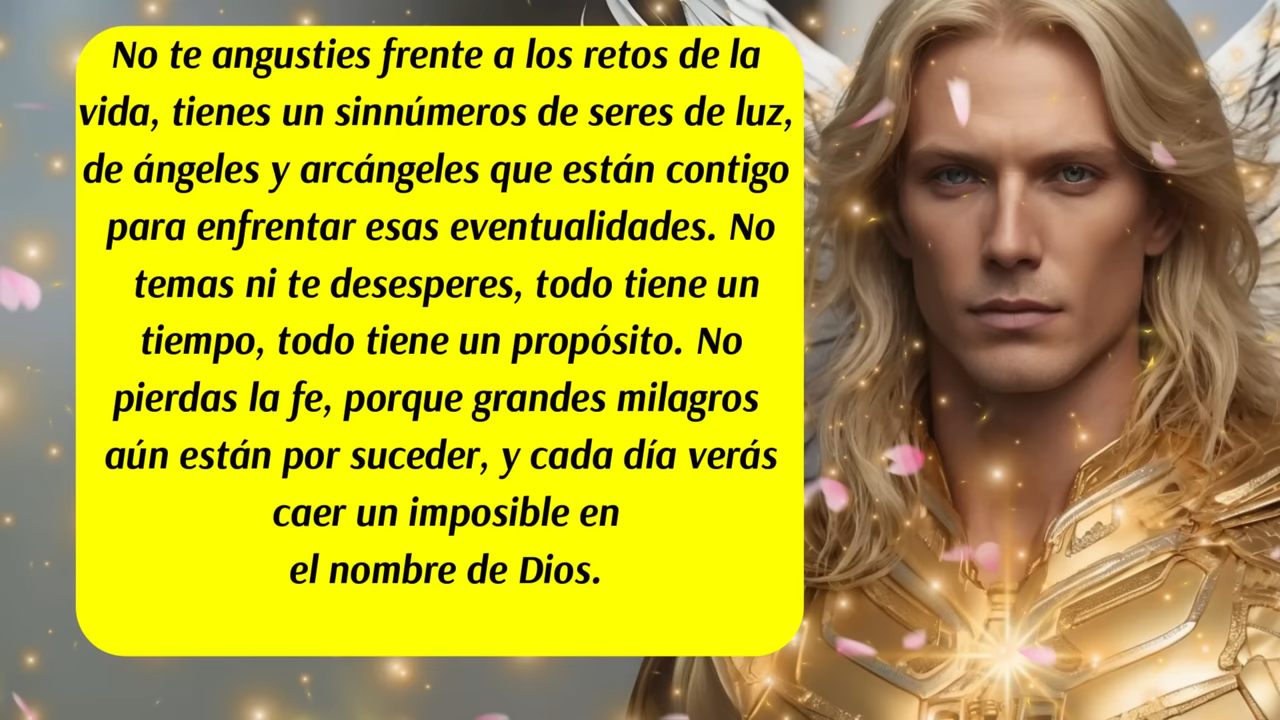 No te angusties frente a los retos de la
vida, tienes un sinnúmeros de seres de luz,
de ángeles y arcángeles que están contigo
para enfrentar esas eventualidades. No
temas ni te desesperes, todo tiene un
tiempo, todo tiene un propósito. No
pierdas la fe, porque grandes milagros
aún están por suceder, y cada día verás
caer un imposible en
el nombre de Dios.